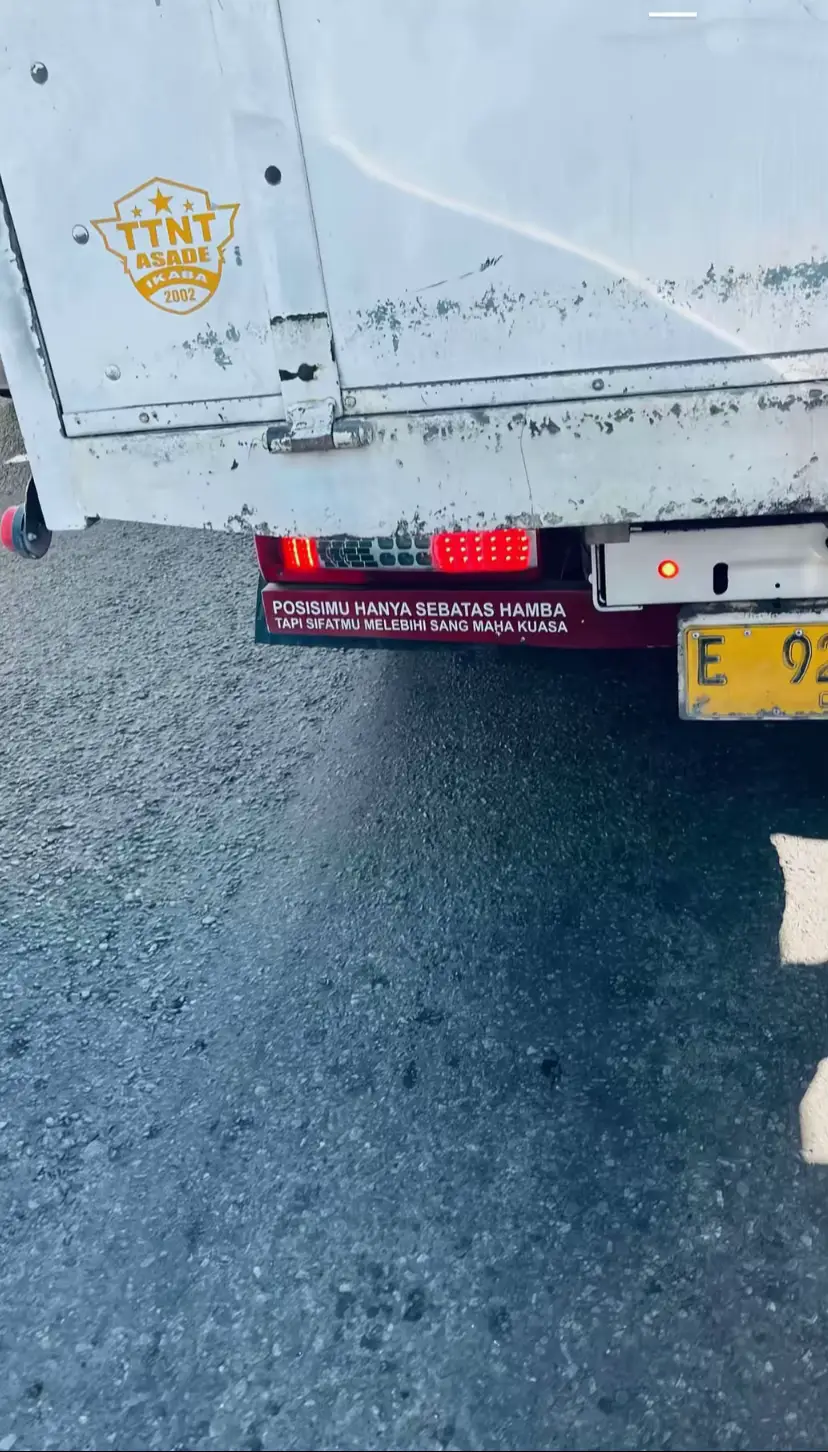 TTNT
ASADE
IKABA
2002
POSISIMU HANYA SEBATAS HAMBA
TAPI SIFATMU MELEBIHI SANG MAHA KUASA
E 92